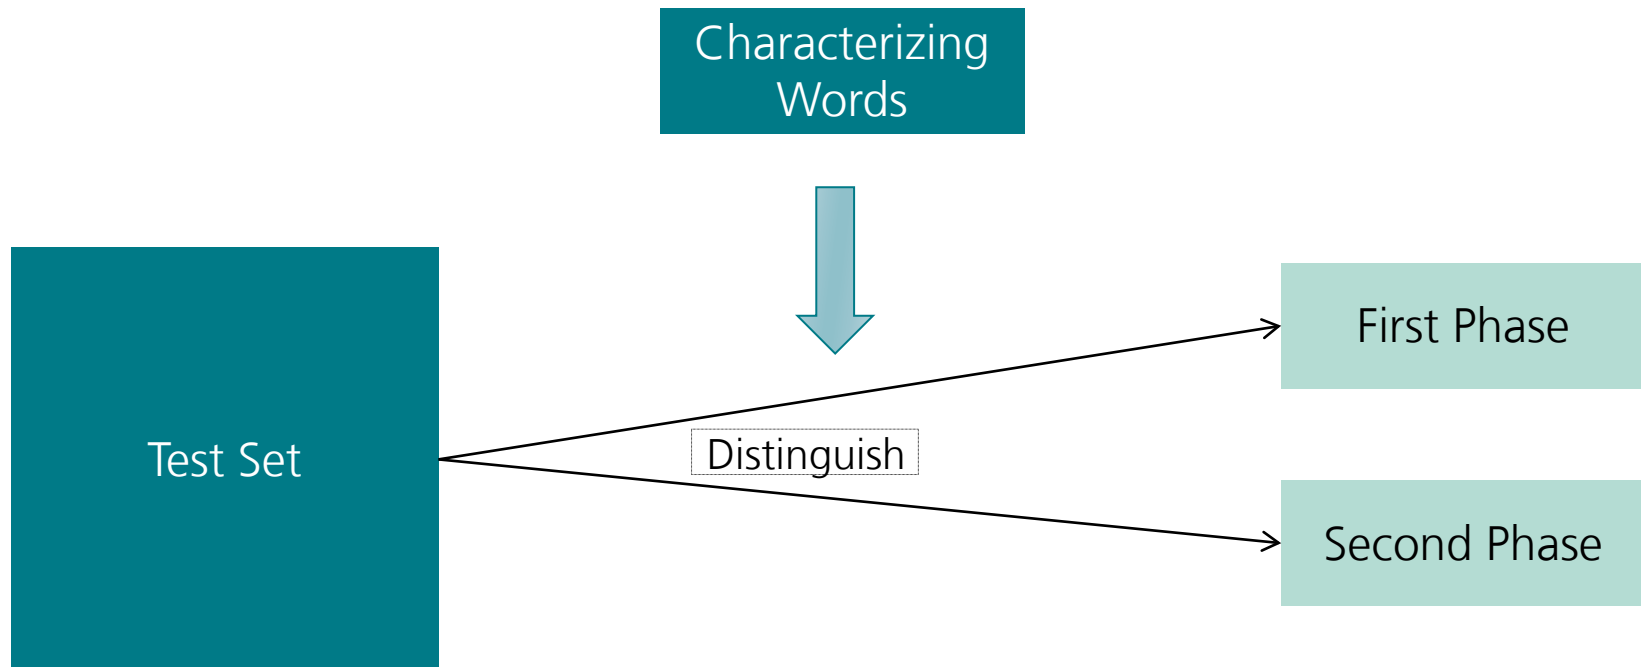 Characterizing
Words
Test Set
Distinguish
First Phase
Second Phase